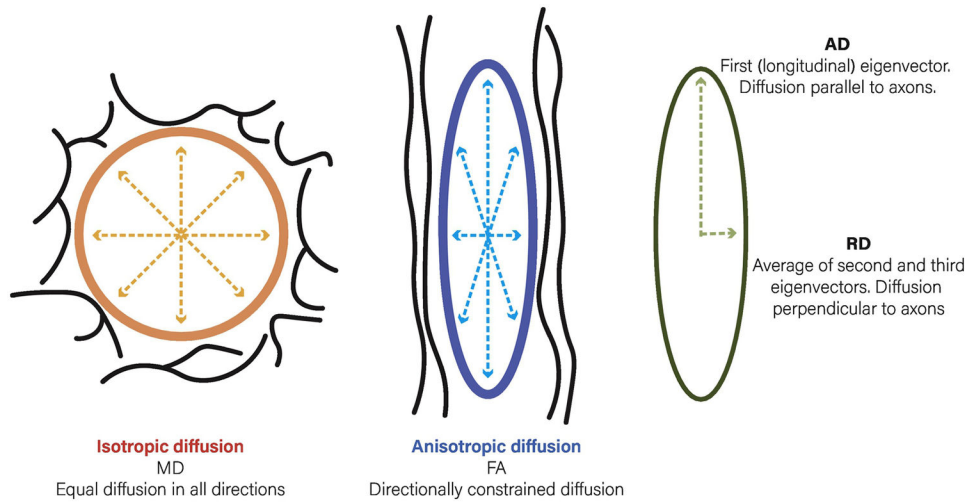 AD
First (longitudinal) eigenvector.
Diffusion parallel to axons.
RD
Average of second and third
eigenvectors. Diffusion
perpendicular to axons
Isotropic diffusion
MD
Equal diffusion in all directions
Anisotropic diffusion
FA
Directionally constrained diffusion